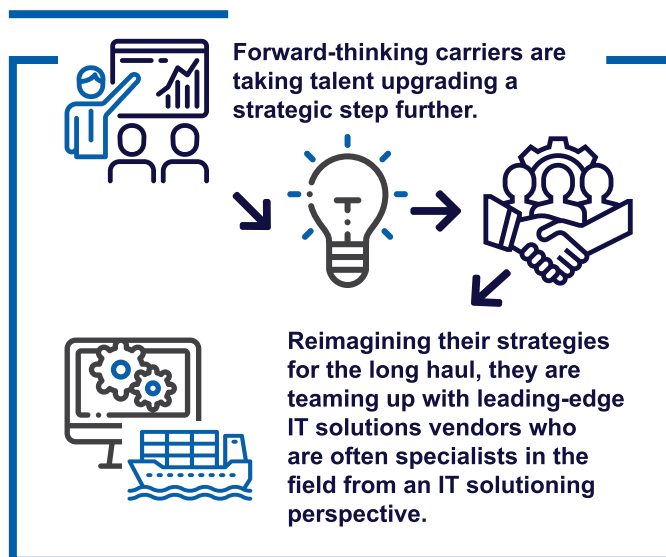 Forward-thinking carriers are
taking talent upgrading a
strategic step further.
Reimagining their strategies
for the long haul, they are
teaming up with leading-edge
IT solutions vendors who
are often specialists in the
field from an IT solutioning
perspective.